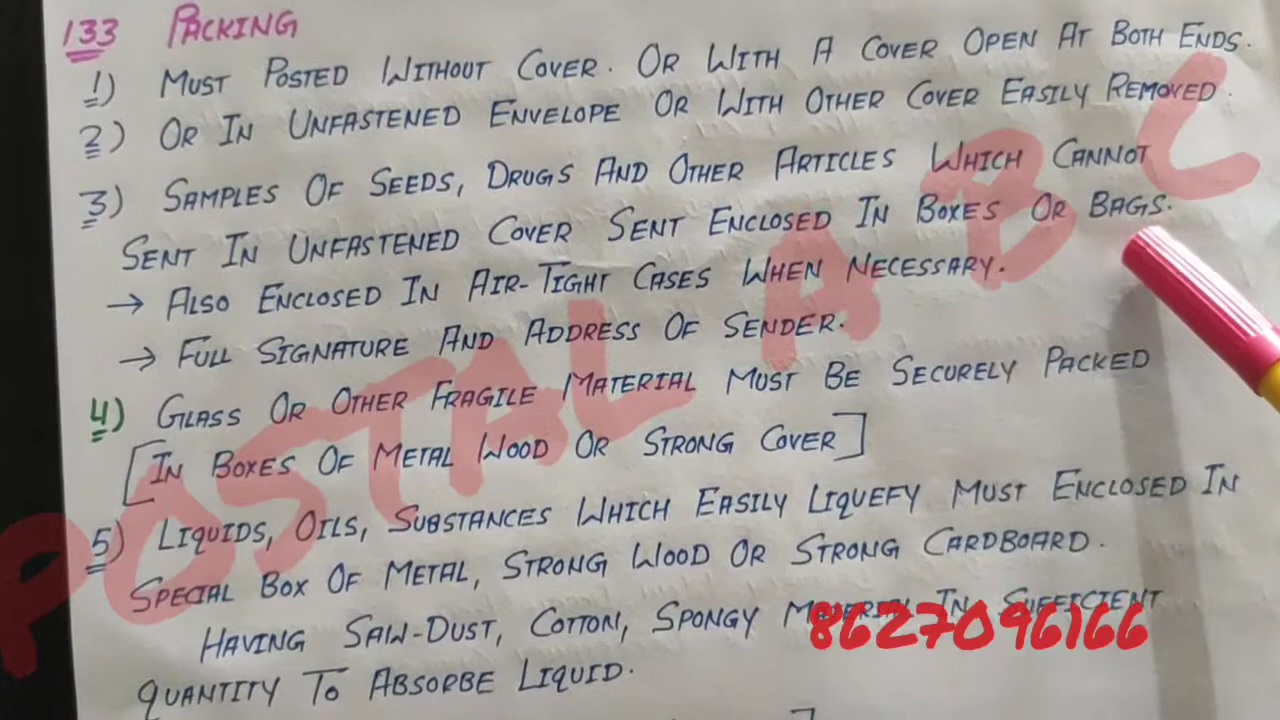 133 PACKING
1) MUST POSTED WITHOUT COVER. OR WITH A COVER OPEN AT BOTH ENDS.
2) OR IN UNFASTENED ENVELOPE OR WITH OTHER COVER EASILY REMOVED.
3) SAMPLES OF SEEDS, DRUGS AND OTHER ARTICLES WHICH CANNOT
SENT IN UNFASTENED COVER SENT ENCLOSED IN BOXES OR BAGS.
→ ALSO ENCLOSED IN AIR-TIGHT CASES WHEN NECESSARY.
→ FULL SIGNATURE AND ADDRESS OF SENDER.
4) GLASS OR OTHER FRAGILE MATERIAL MUST BE SECURELY PACKED
[IN BOXES OF METAL WOOD OR STRONG COVER]
5) LIQUIDS, OILS, SUBSTANCES WHICH EASILY LIQUEFY MUST ENCLOSED IN
SPECIAL BOX OF METAL, STRONG WOOD OR STRONG CARDBOARD.
HAVING SAW-DUST, COTTON, SPONGY MATERIAL IN SUFFICIENT
QUANTITY TO ABSORBE LIQUID.
POSTAL ABC
8627096166